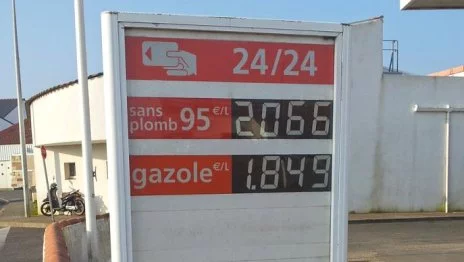 24/24
sans
plomb 95 €/L 2.066
gazole €/L 1.849